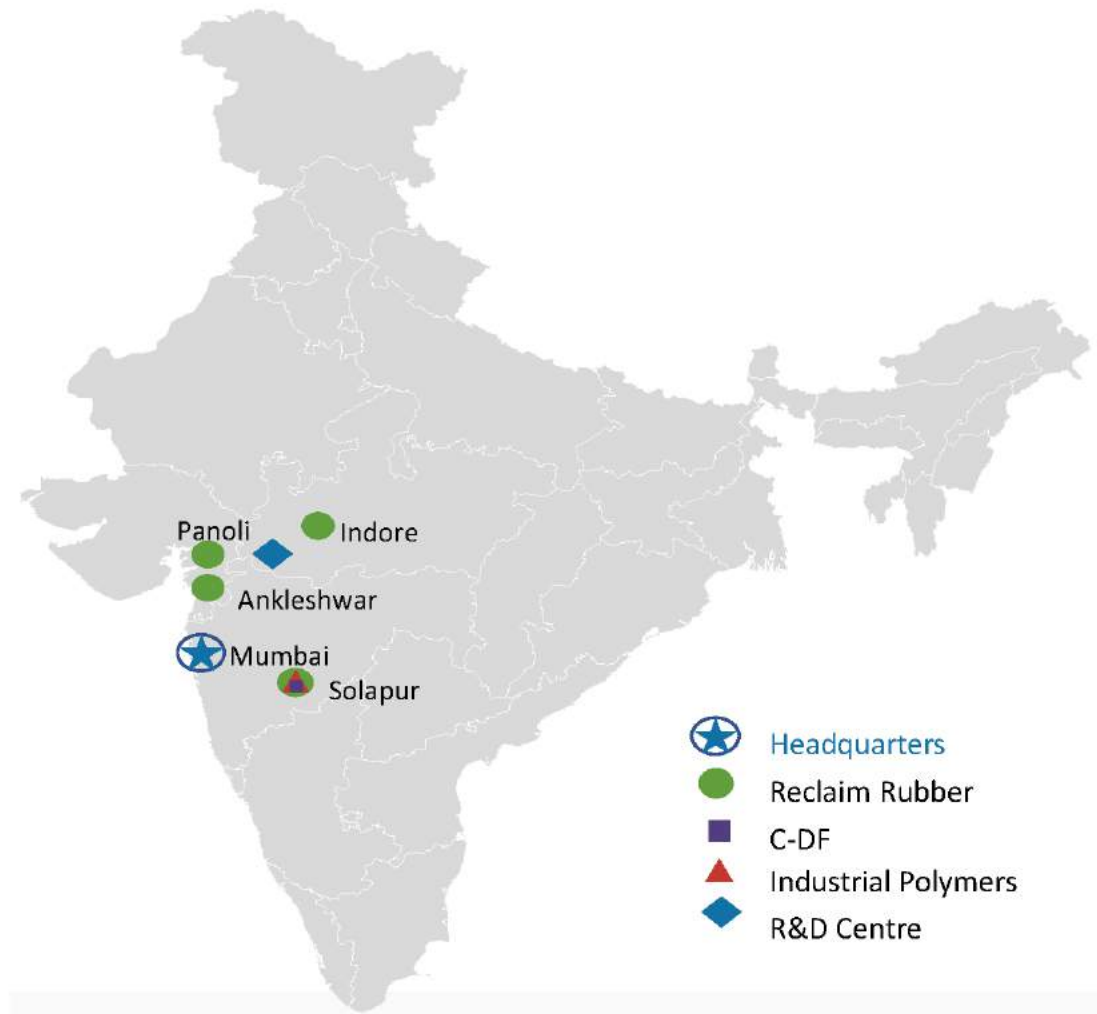 Panoli
Indore
Ankleshwar
Mumbai
Solapur
Headquarters
Reclaim Rubber
C-DF
Industrial Polymers
R&D Centre